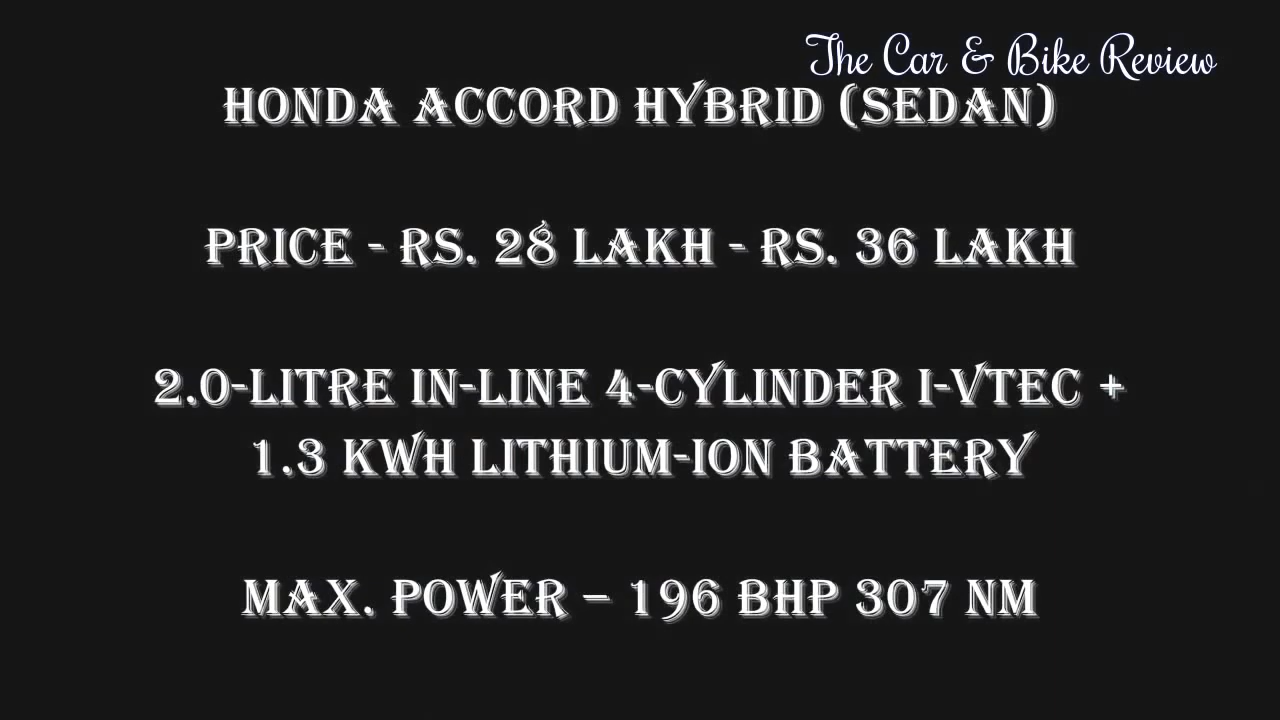 The Car & Bike Review
HONDA ACCORD HYBRID (SEDAN)
PRICE - RS. 28 LAKH - RS. 36 LAKH
2.0-LITRE IN-LINE 4-CYLINDER I-VTEC +
1.3 KWH LITHIUM-ION BATTERY
MAX. POWER – 196 BHP 307 NM